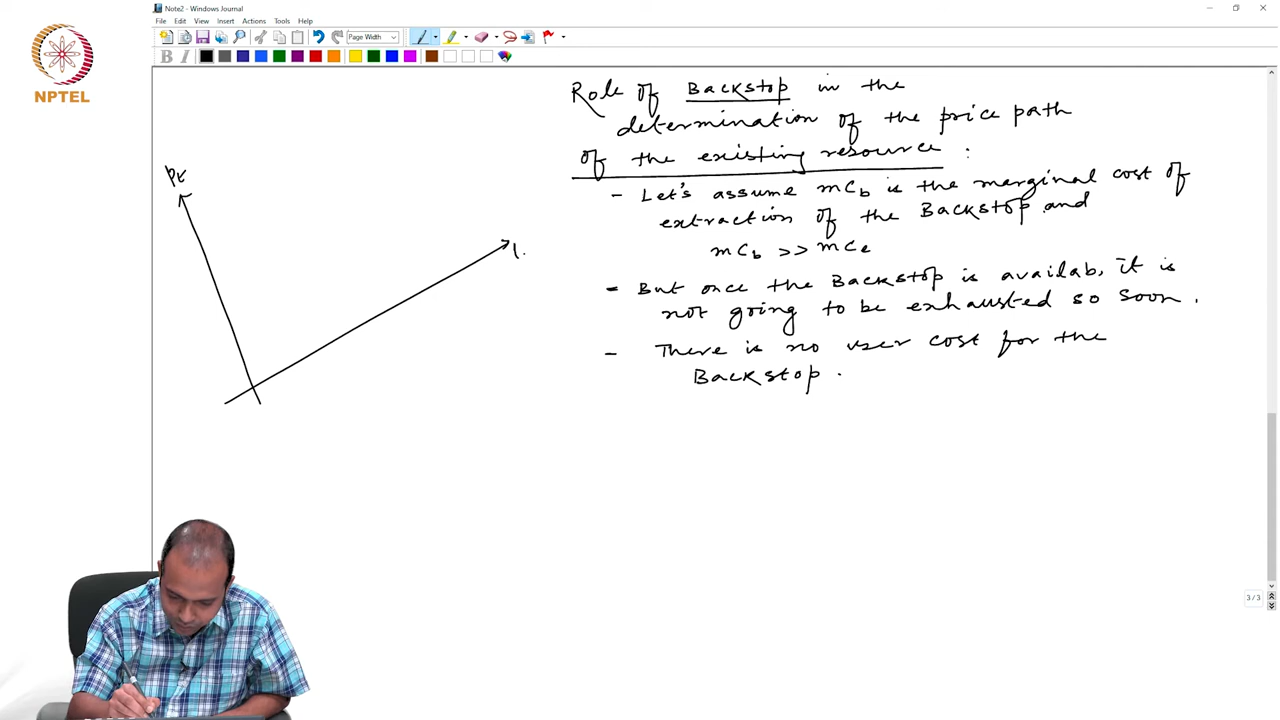 Note2 - Windows Journal
File Edit View Insert Actions Tools Help
Page Width
B I
NPTEL
Role of Backstop in the
determination of the price path
of the existing resource :
- Let's assume mCb is the marginal cost of
extraction of the Backstop and
mCb >> mCe
- But once the Backstop is availab, it is
not going to be exhausted so soon.
- There is no user cost for the
Backstop.
Pt
3/3